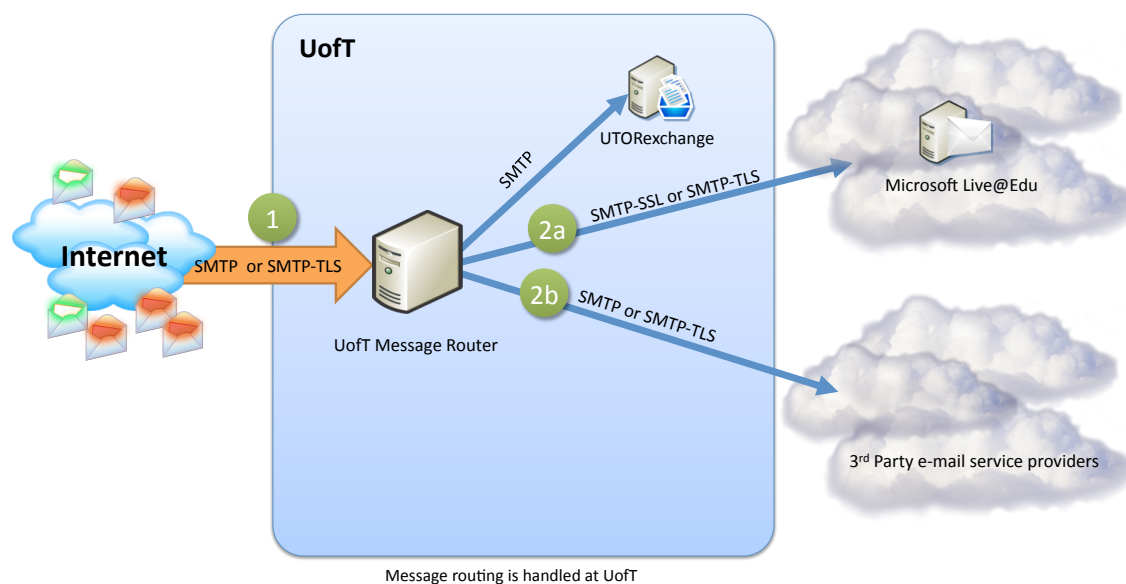 UofT
UTORexchange
SMTP
SMTP-SSL or SMTP-TLS
Microsoft Live@Edu
1
2a
Internet
SMTP or SMTP-TLS
2b
SMTP or SMTP-TLS
UofT Message Router
3rd Party e-mail service providers
Message routing is handled at UofT